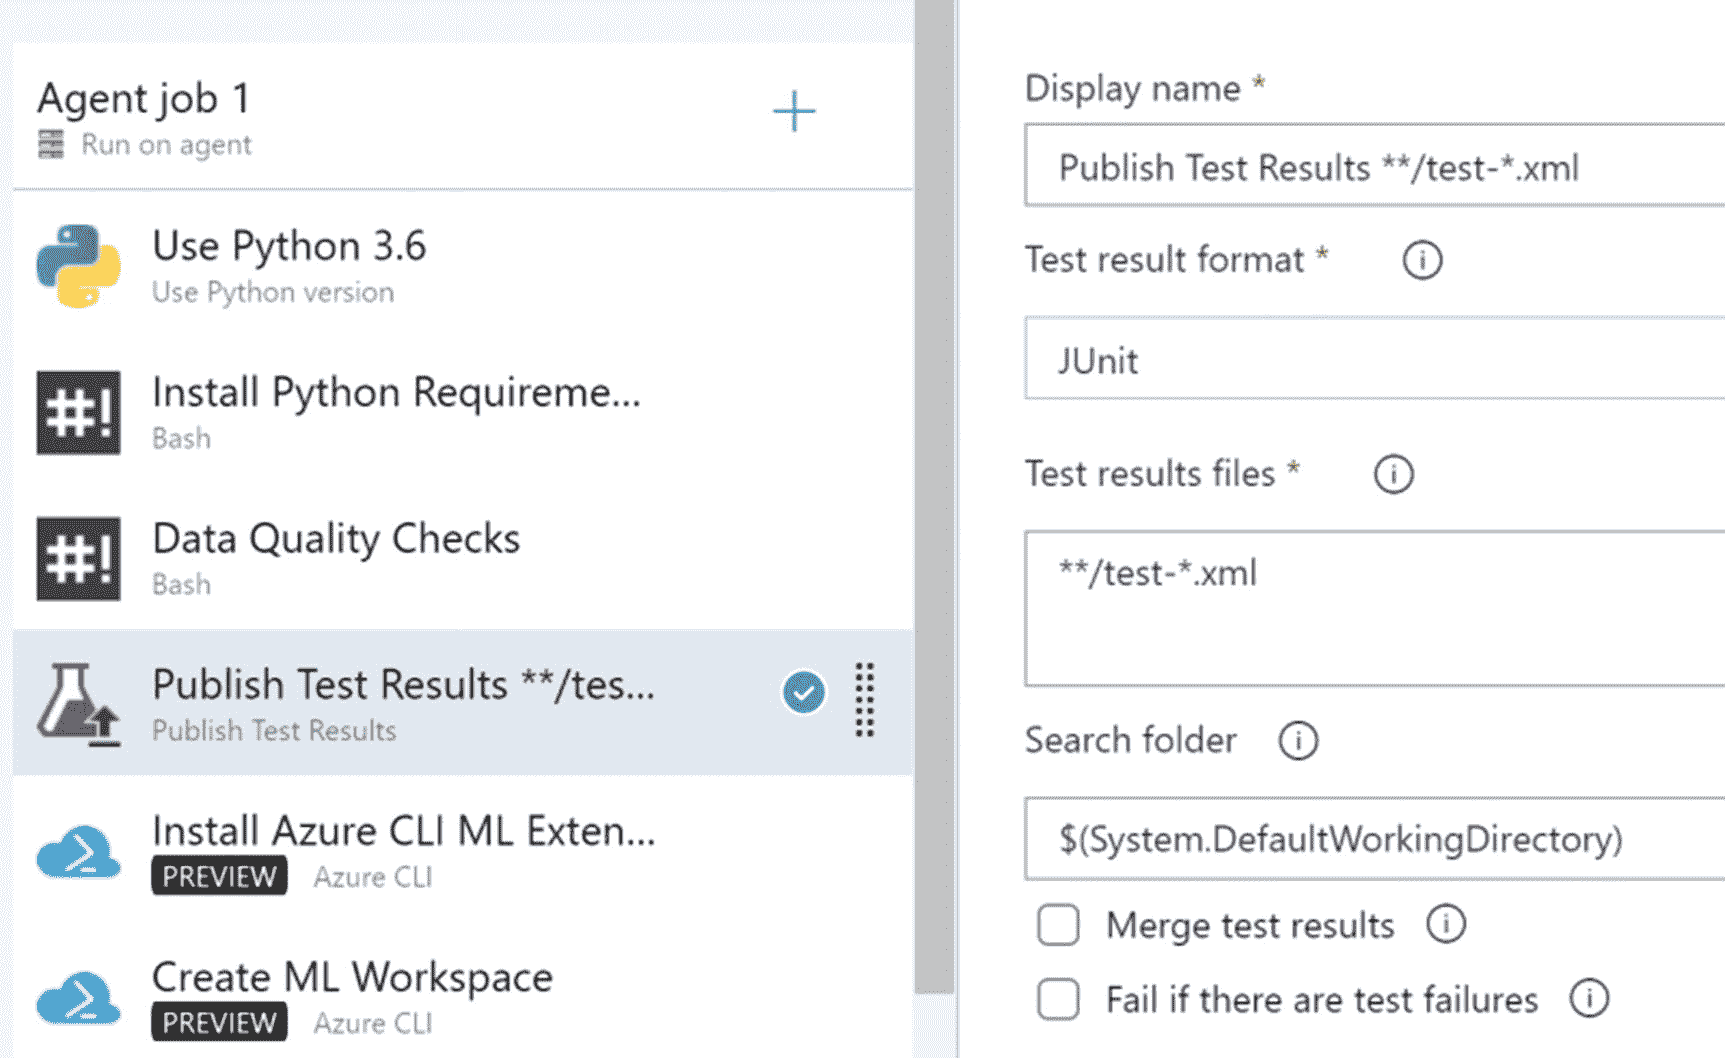 Agent job 1
Run on agent
Use Python 3.6
Use Python version
#!
Install Python Requireme...
Bash
#!
Data Quality Checks
Bash
Publish Test Results **/tes...
Publish Test Results
Install Azure CLI ML Exten...
PREVIEW Azure CLI
Create ML Workspace
PREVIEW Azure CLI
Display name *
Publish Test Results **/test-*.xml
Test result format *
JUnit
Test results files *
**/test-*.xml
Search folder
$(System.DefaultWorkingDirectory)
Merge test results
Fail if there are test failures